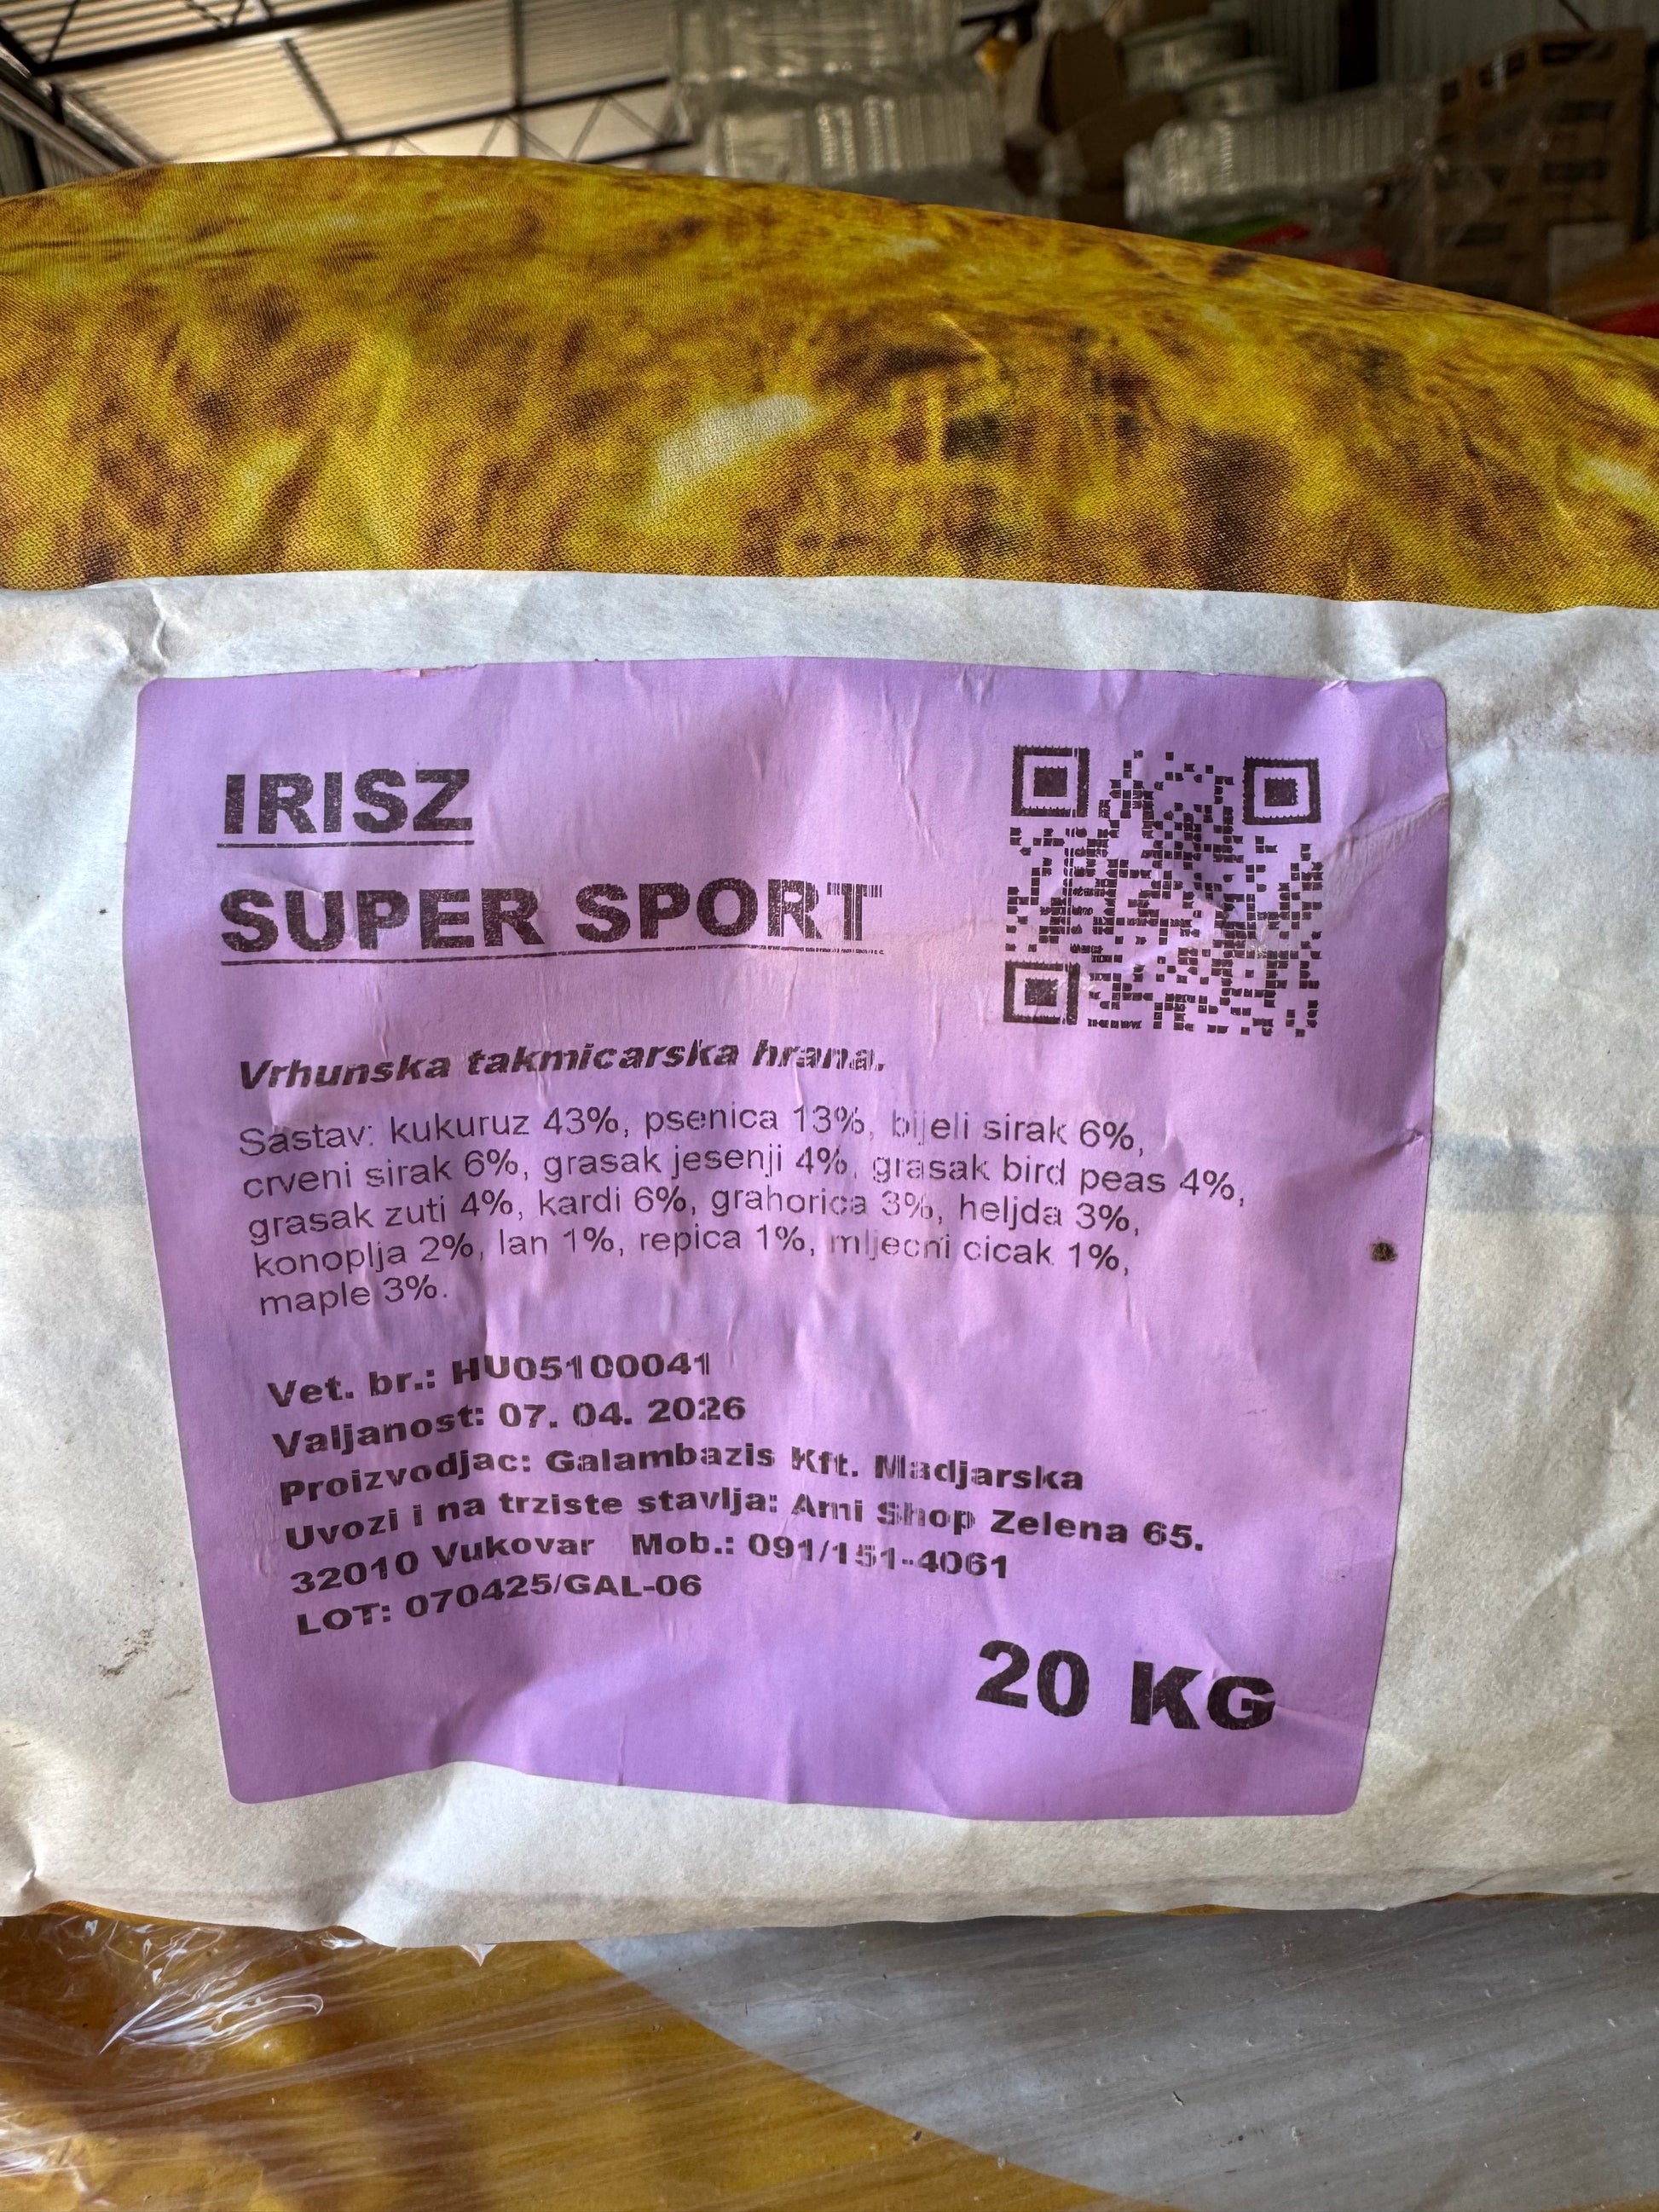 IRISZ
SUPER SPORT
Vrhunska takmicarska hrana.
Sastav: kukuruz 43%, psenica 13%, bijeli sirak 6%,
crveni sirak 6%, grasak jesenji 4%, grasak bird peas 4%,
grasak zuti 4%, kardi 6%, grahorica 3%, heljda 3%,
konoplja 2%, lan 1%, repica 1%, mljecni cicak 1%,
maple 3%.
Vet. br.: HU05100041
Valjanost: 07. 04. 2026
Proizvodjac: Galambazis Kft. Madjarska
Uvozi i na trziste stavlja: Ami Shop Zelena 65.
32010 Vukovar Mob.: 091/151-4061
LOT: 070425/GAL-06
20 KG